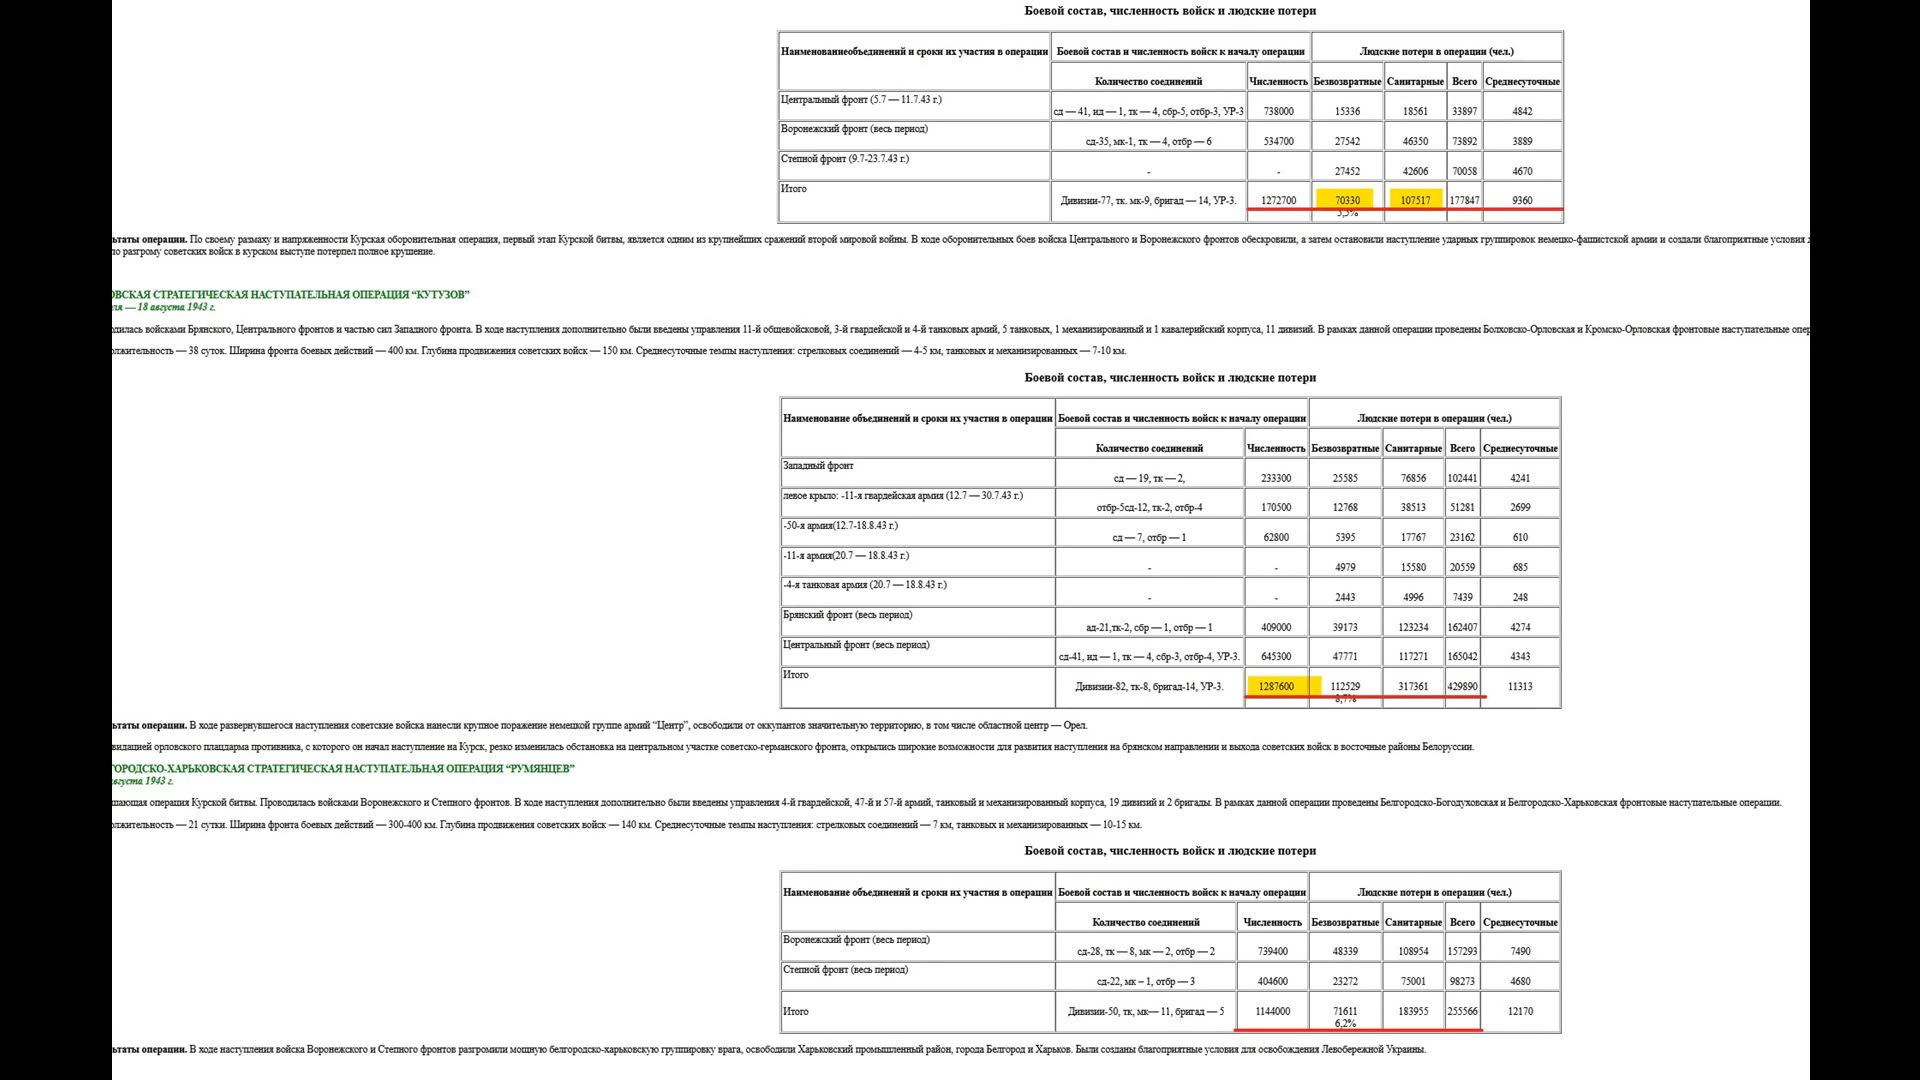 Боевой состав, численность войск и людские потери
Наименованиеобъединений и сроки их участия в операции Боевой состав и численность войск к началу операции Людские потери в операции (чел.)
Количество соединений Численность Безвозвратные Санитарные Всего Среднесуточные
Центральный фронт (5.7 — 11.7.43 г.) сд — 41, ид — 1, тк — 4, сбр-5, отбр-3, УР-3 738000 15336 18561 33897 4842
Воронежский фронт (весь период) сд-35, мк-1, тк — 4, отбр — 6 534700 27542 46350 73892 3889
Степной фронт (9.7-23.7.43 г.) - - 27452 42606 70058 4670
Итого Дивизии-77, тк. мк-9, бригад — 14, УР-3. 1272700 70330 107517 177847 9360
5,5%
ьтаты операции. По своему размаху и напряженности Курская оборонительная операция, первый этап Курской битвы, является одним из крупнейших сражений второй мировой войны. В ходе оборонительных боев войска Центрального и Воронежского фронтов обескровили, а затем остановили наступление ударных группировок немецко-фашистской армии и создали благоприятные условия
по разгрому советских войск в курском выступе потерпел полное крушение.
ОВСКАЯ СТРАТЕГИЧЕСКАЯ НАСТУПАТЕЛЬНАЯ ОПЕРАЦИЯ “КУТУЗОВ”
ля — 18 августа 1943 г.
одилась войсками Брянского, Центрального фронтов и частью сил Западного фронта. В ходе наступления дополнительно были введены управления 11-й общевойсковой, 3-й гвардейской и 4-й танковых армий, 5 танковых, 1 механизированный и 1 кавалерийский корпуса, 11 дивизий. В рамках данной операции проведены Болховско-Орловская и Кромско-Орловская фронтовые наступательные опер
олжительность — 38 суток. Ширина фронта боевых действий — 400 км. Глубина продвижения советских войск — 150 км. Среднесуточные темпы наступления: стрелковых соединений — 4-5 км, танковых и механизированных — 7-10 км.
Боевой состав, численность войск и людские потери
Наименование объединений и сроки их участия в операции Боевой состав и численность войск к началу операции Людские потери в операции (чел.)
Количество соединений Численность Безвозвратные Санитарные Всего Среднесуточные
Западный фронт сд — 19, тк — 2, 233300 25585 76856 102441 4241
левое крыло: -11-я гвардейская армия (12.7 — 30.7.43 г.) отбр-5сд-12, тк-2, отбр-4 170500 12768 38513 51281 2699
-50-я армия(12.7-18.8.43 г.) сд — 7, отбр — 1 62800 5395 17767 23162 610
-11-я армия(20.7 — 18.8.43 г.) - - 4979 15580 20559 685
-4-я танковая армия (20.7 — 18.8.43 г.) - - 2443 4996 7439 248
Брянский фронт (весь период) ад-21,тк-2, сбр — 1, отбр — 1 409000 39173 123234 162407 4274
Центральный фронт (весь период) сд-41, ид — 1, тк — 4, сбр-3, отбр-4, УР-3. 645300 47771 117271 165042 4343
Итого Дивизии-82, тк-8, бригад-14, УР-3. 1287600 112529 317361 429890 11313
8,7%
ьтаты операции. В ходе развернувшегося наступления советские войска нанесли крупное поражение немецкой группе армий “Центр”, освободили от оккупантов значительную территорию, в том числе областной центр — Орел.
видацией орловского плацдарма противника, с которого он начал наступление на Курск, резко изменилась обстановка на центральном участке советско-германского фронта, открылись широкие возможности для развития наступления на брянском направлении и выхода советских войск в восточные районы Белоруссии.
ГОРОДСКО-ХАРЬКОВСКАЯ СТРАТЕГИЧЕСКАЯ НАСТУПАТЕЛЬНАЯ ОПЕРАЦИЯ “РУМЯНЦЕВ”
августа 1943 г.
шающая операция Курской битвы. Проводилась войсками Воронежского и Степного фронтов. В ходе наступления дополнительно были введены управления 4-й гвардейской, 47-й и 57-й армий, танковый и механизированный корпуса, 19 дивизий и 2 бригады. В рамках данной операции проведены Белгородско-Богодуховская и Белгородско-Харьковская фронтовые наступательные операции.
олжительность — 21 сутки. Ширина фронта боевых действий — 300-400 км. Глубина продвижения советских войск — 140 км. Среднесуточные темпы наступления: стрелковых соединений — 7 км, танковых и механизированных — 10-15 км.
Боевой состав, численность войск и людские потери
Наименование объединений и сроки их участия в операции Боевой состав и численность войск к началу операции Людские потери в операции (чел.)
Количество соединений Численность Безвозвратные Санитарные Всего Среднесуточные
Воронежский фронт (весь период) сд-28, тк — 8, мк — 2, отбр — 2 739400 48339 108954 157293 7490
Степной фронт (весь период) сд-22, мк – 1, отбр — 3 404600 23272 75001 98273 4680
Итого Дивизии-50, тк, мк— 11, бригад — 5 1144000 71611 183955 255566 12170
6,2%
ьтаты операции. В ходе наступления войска Воронежского и Степного фронтов разгромили мощную белгородско-харьковскую группировку врага, освободили Харьковский промышленный район, города Белгород и Харьков. Были созданы благоприятные условия для освобождения Левобережной Украины.